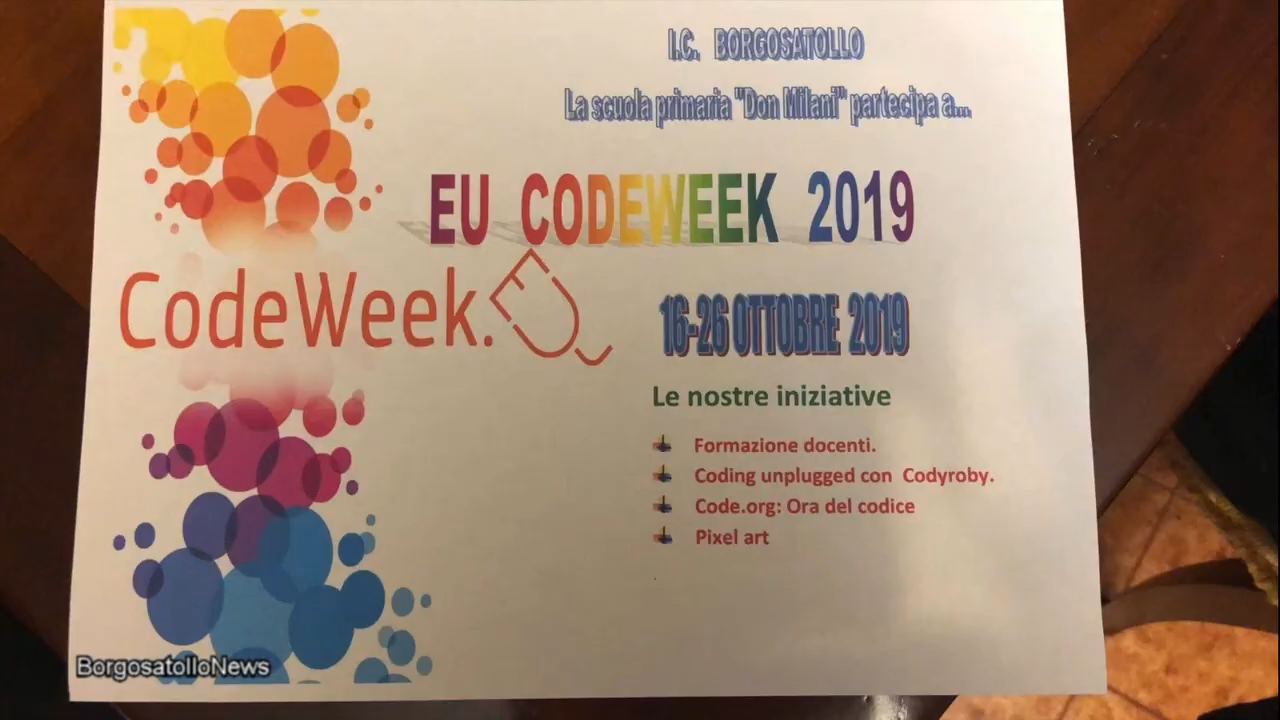 I.C. BORGOSATOLLO
La scuola primaria "Don Milani" partecipa a...
EU CODEWEEK 2019
CodeWeek.EU
16-26 OTTOBRE 2019
Le nostre iniziative
Formazione docenti.
Coding unplugged con Codyroby.
Code.org: Ora del codice
Pixel art
BorgosatolloNews